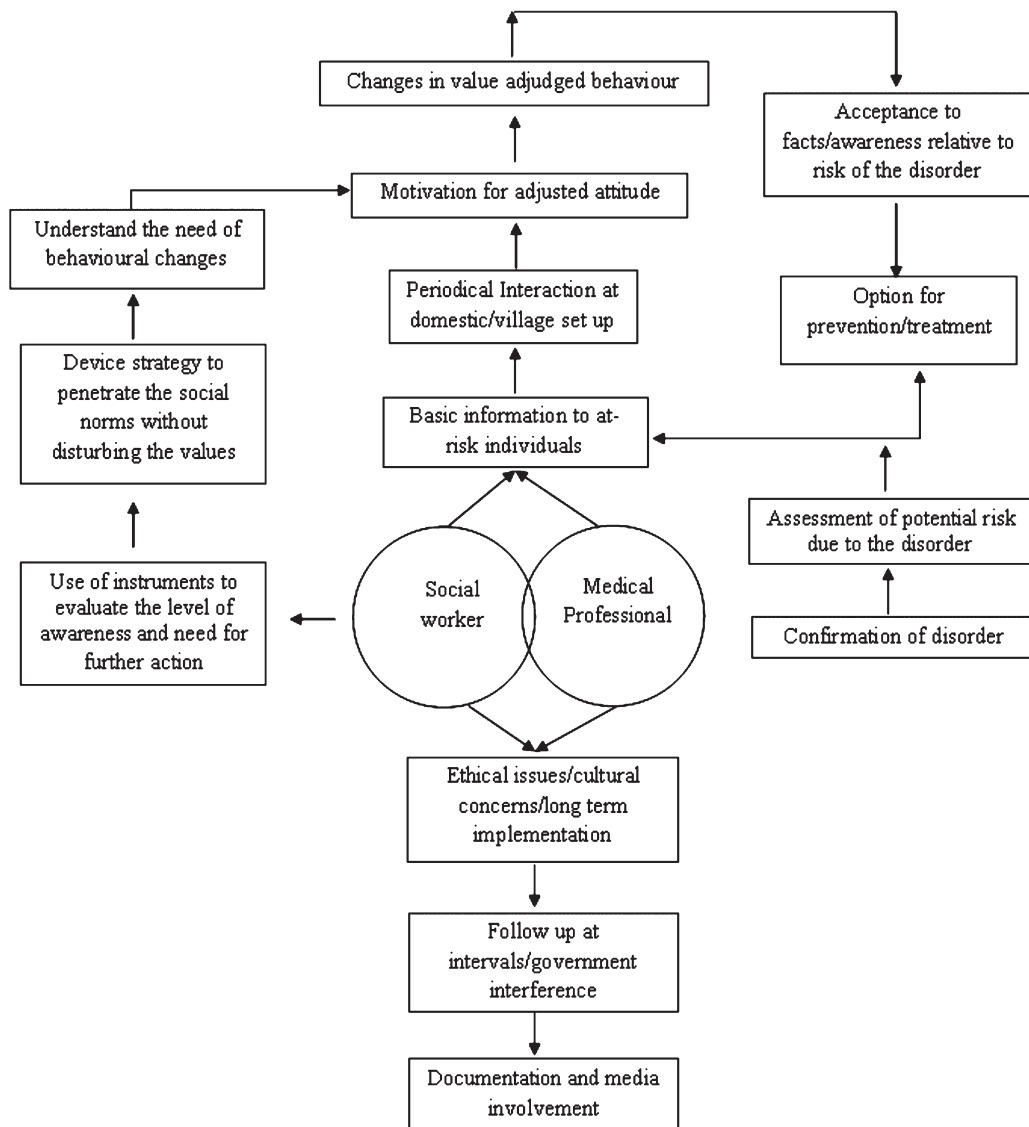 Changes in value adjudged behaviour
Acceptance to
facts/awareness relative to
risk of the disorder
Motivation for adjusted attitude
Understand the need of
behavioural changes
Periodical Interaction at
domestic/village set up
Option for
prevention/treatment
Device strategy to
penetrate the social
norms without
disturbing the values
Basic information to at-
risk individuals
Assessment of potential risk
due to the disorder
Use of instruments to
evaluate the level of
awareness and need for
further action
Social
worker
Medical
Professional
Confirmation of disorder
Ethical issues/cultural
concerns/long term
implementation
Follow up at
intervals/government
interference
Documentation and media
involvement